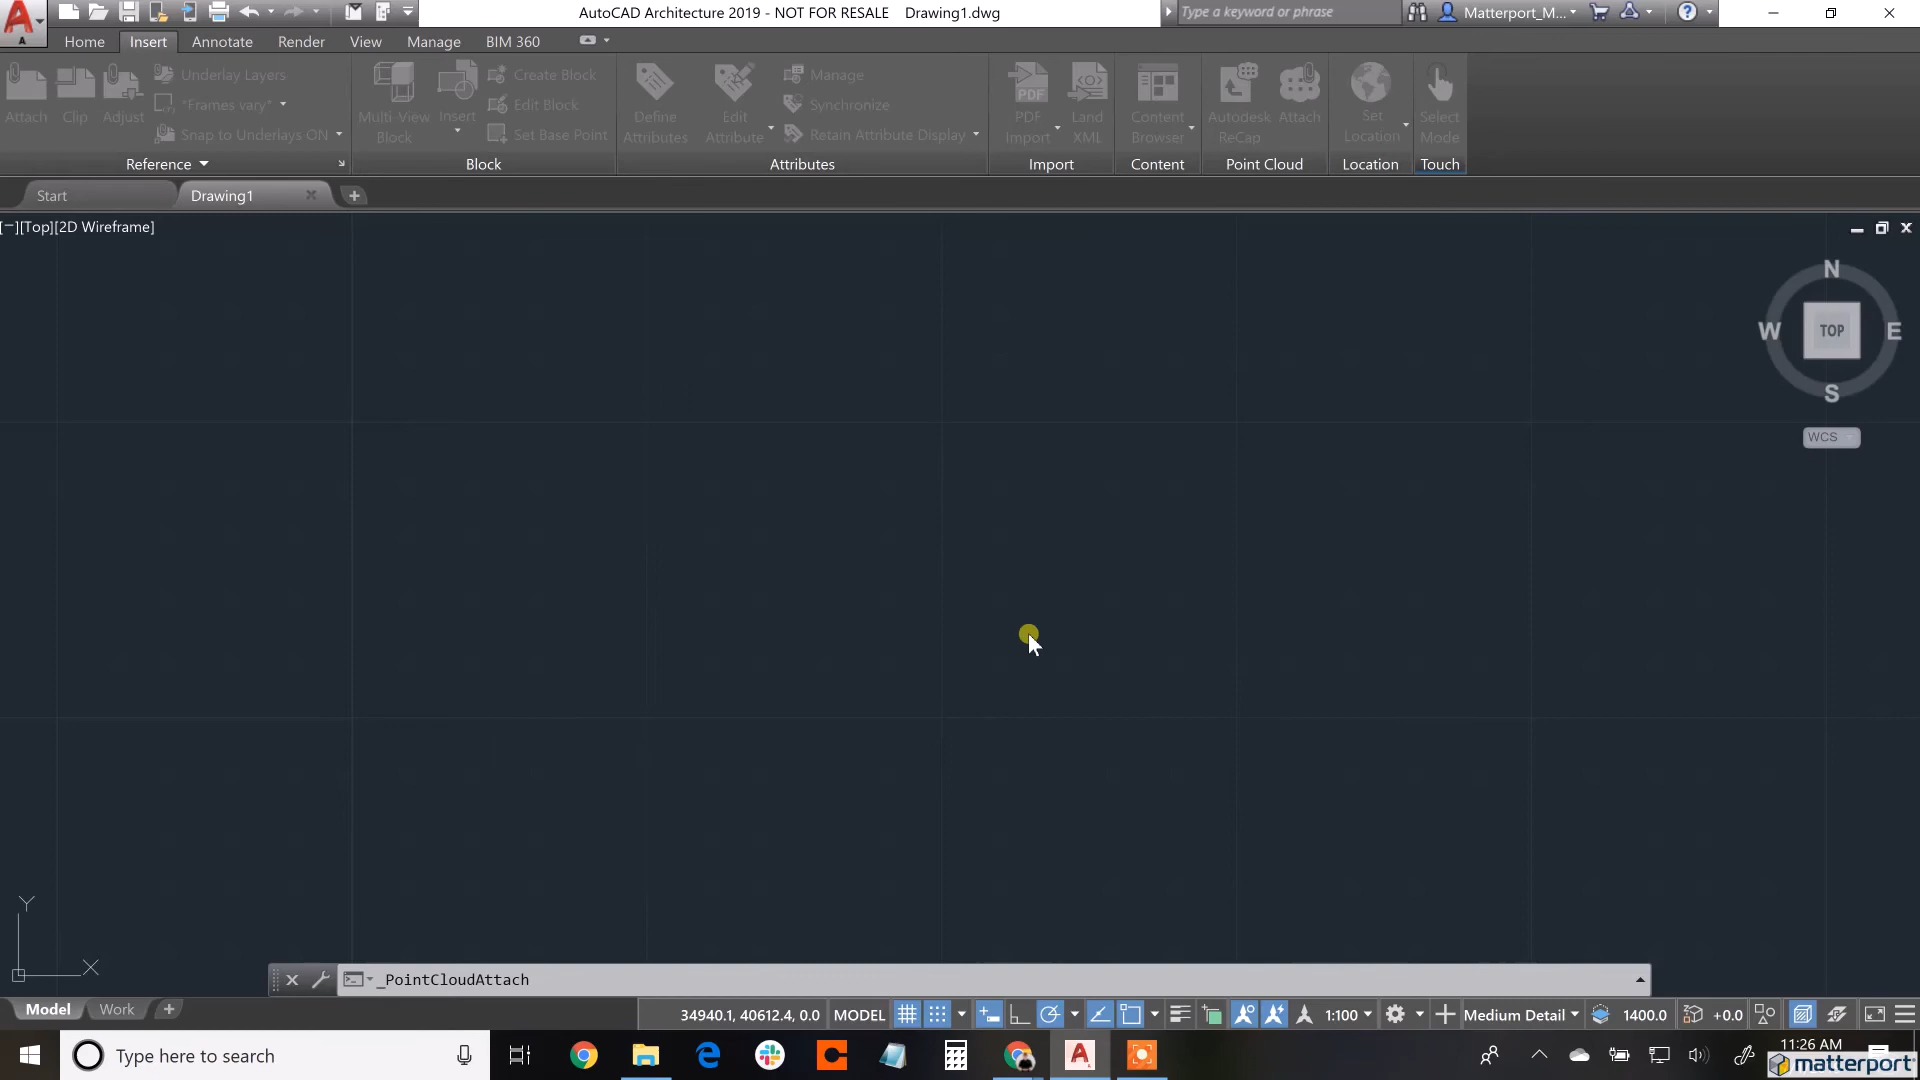 AutoCAD Architecture 2019 - NOT FOR RESALE Drawing1.dwg
Type a keyword or phrase
Matterport_M...
Home Insert Annotate Render View Manage BIM 360
Attach
Clip
Adjust
Underlay Layers
*Frames vary*
Snap to Underlays ON
Reference
Multi-View
Block
Insert
Create Block
Edit Block
Set Base Point
Block
Define
Attributes
Edit
Attribute
Manage
Synchronize
Retain Attribute Display
Attributes
PDF
Import
Land
XML
Import
Content
Browser
Content
Autodesk
ReCap
Attach
Point Cloud
Set
Location
Location
Select
Mode
Touch
Start
Drawing1
[−][Top][2D Wireframe]
N
W
TOP
E
S
WCS
Y
X
_PointCloudAttach
Model
Work
34940.1, 40612.4, 0.0
MODEL
1:100
Medium Detail
1400.0
+0.0
Type here to search
11:26 AM
matterport